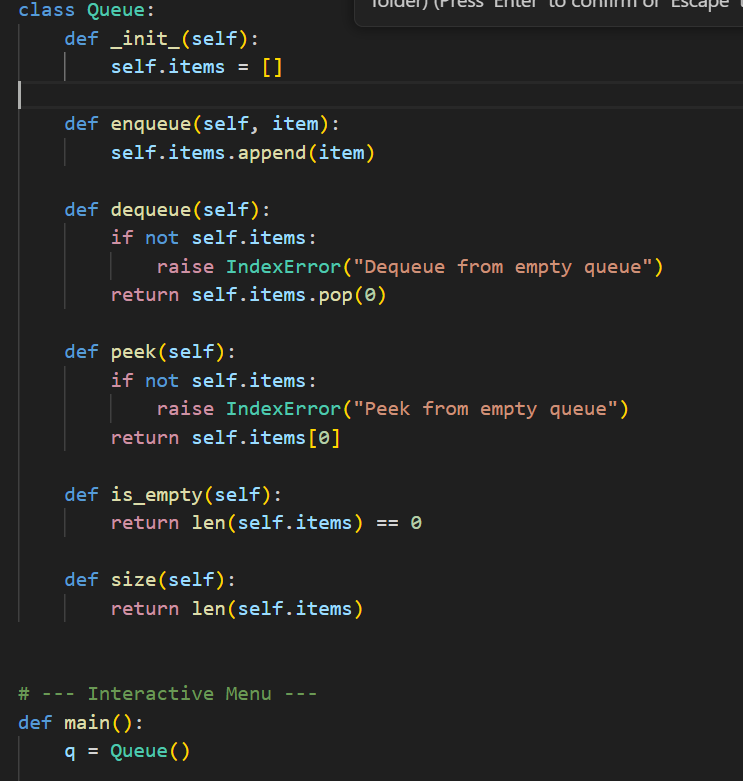 class Queue:
folder) (Press 'Enter' to confirm or 'Escape'
    def _init_(self):
        self.items = []

    def enqueue(self, item):
        self.items.append(item)

    def dequeue(self):
        if not self.items:
            raise IndexError("Dequeue from empty queue")
        return self.items.pop(0)

    def peek(self):
        if not self.items:
            raise IndexError("Peek from empty queue")
        return self.items[0]

    def is_empty(self):
        return len(self.items) == 0

    def size(self):
        return len(self.items)


# --- Interactive Menu ---
def main():
    q = Queue()